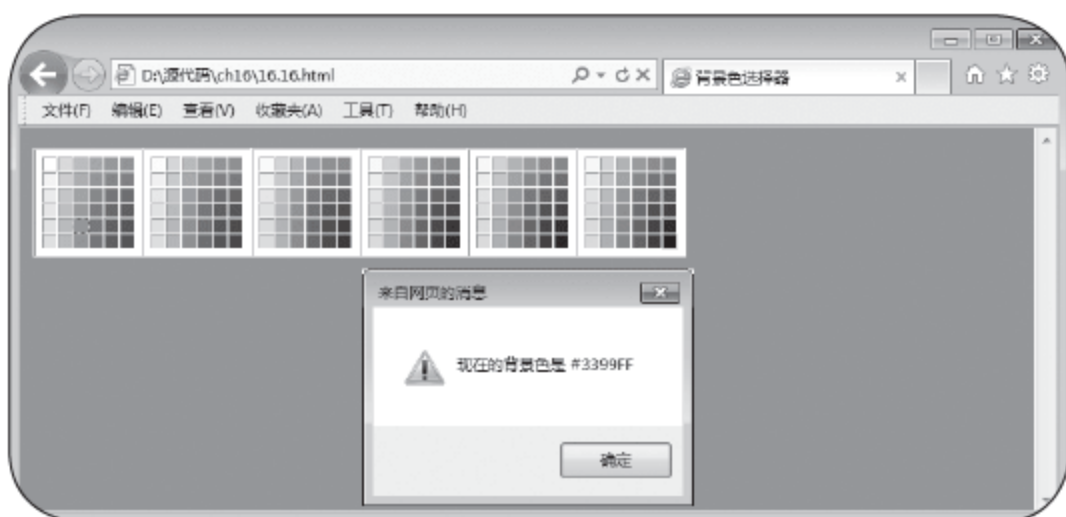 D:\源代码\ch16\16.16.html
背景色选择器
文件(F) 编辑(E) 查看(V) 收藏夹(A) 工具(T) 帮助(H)
来自网页的消息
现在的背景色是 #3399FF
确定